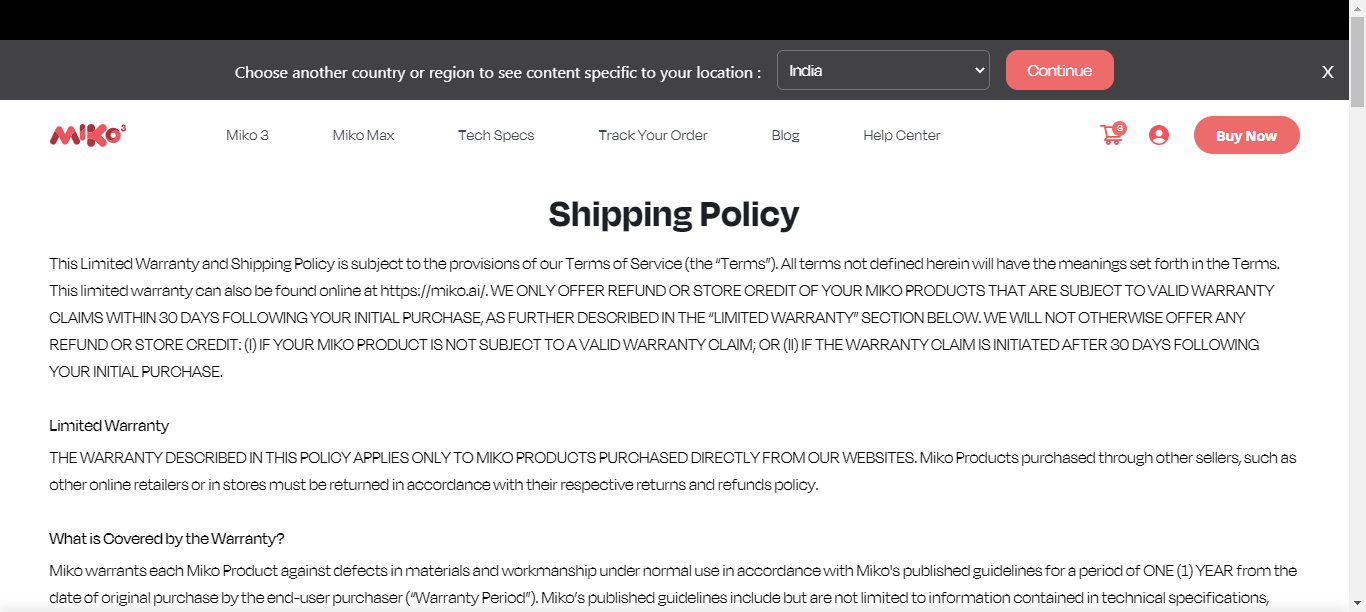 Choose another country or region to see content specific to your location :
India
Continue
X
MIKO3
Miko 3
Miko Max
Tech Specs
Track Your Order
Blog
Help Center
Buy Now
Shipping Policy
This Limited Warranty and Shipping Policy is subject to the provisions of our Terms of Service (the “Terms”). All terms not defined herein will have the meanings set forth in the Terms.
This limited warranty can also be found online at https://miko.ai/. WE ONLY OFFER REFUND OR STORE CREDIT OF YOUR MIKO PRODUCTS THAT ARE SUBJECT TO VALID WARRANTY
CLAIMS WITHIN 30 DAYS FOLLOWING YOUR INITIAL PURCHASE, AS FURTHER DESCRIBED IN THE “LIMITED WARRANTY” SECTION BELOW. WE WILL NOT OTHERWISE OFFER ANY
REFUND OR STORE CREDIT: (I) IF YOUR MIKO PRODUCT IS NOT SUBJECT TO A VALID WARRANTY CLAIM; OR (II) IF THE WARRANTY CLAIM IS INITIATED AFTER 30 DAYS FOLLOWING
YOUR INITIAL PURCHASE.
Limited Warranty
THE WARRANTY DESCRIBED IN THIS POLICY APPLIES ONLY TO MIKO PRODUCTS PURCHASED DIRECTLY FROM OUR WEBSITES. Miko Products purchased through other sellers, such as
other online retailers or in stores must be returned in accordance with their respective returns and refunds policy.
What is Covered by the Warranty?
Miko warrants each Miko Product against defects in materials and workmanship under normal use in accordance with Miko's published guidelines for a period of ONE (1) YEAR from the
date of original purchase by the end-user purchaser (“Warranty Period”). Miko’s published guidelines include but are not limited to information contained in technical specifications,